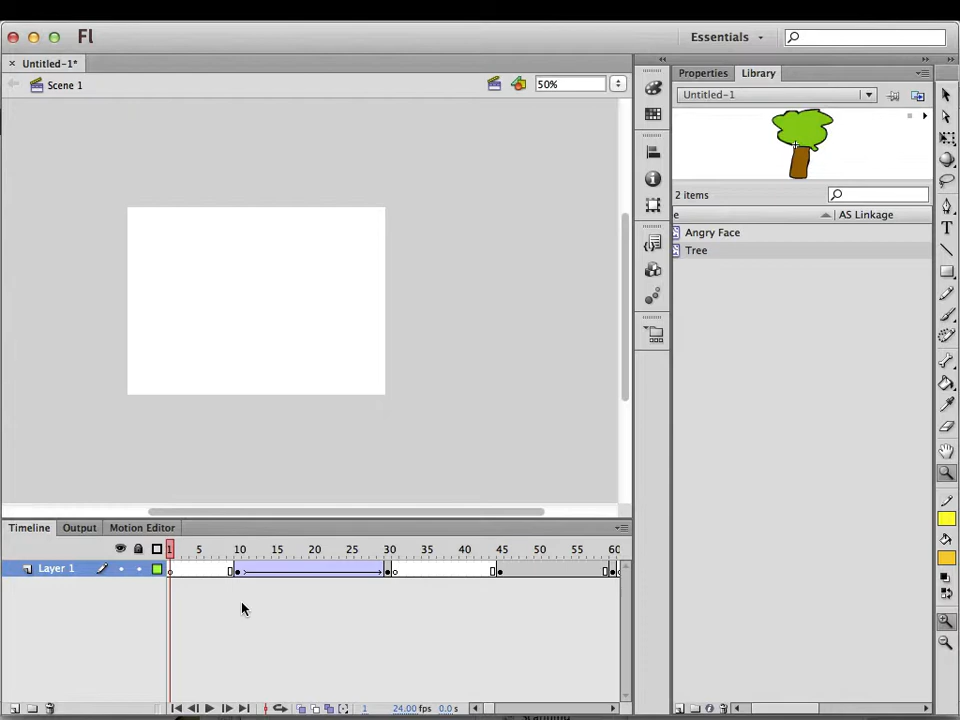 Fl
Essentials
Untitled-1*
Scene 1
50%
Properties
Library
Untitled-1
2 items
e
AS Linkage
Angry Face
Tree
T
Timeline
Output
Motion Editor
1 5 10 15 20 25 30 35 40 45 50 55 60
Layer 1
1
24.00 fps
0.0 s